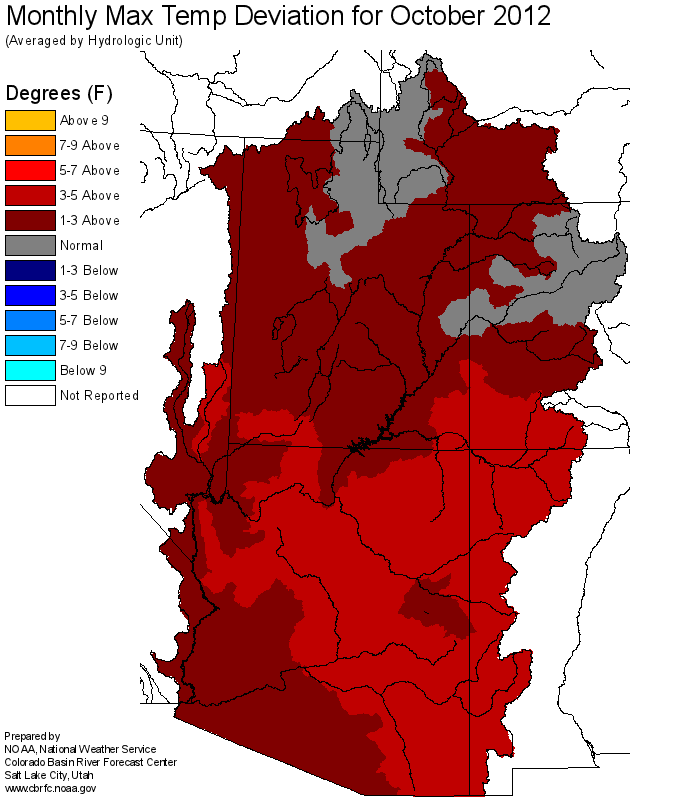 Monthly Max Temp Deviation for October 2012
(Averaged by Hydrologic Unit)
Degrees (F)
Above 9
7-9 Above
5-7 Above
3-5 Above
1-3 Above
Normal
1-3 Below
3-5 Below
5-7 Below
7-9 Below
Below 9
Not Reported
Prepared by
NOAA, National Weather Service
Colorado Basin River Forecast Center
Salt Lake City, Utah
www.cbrfc.noaa.gov